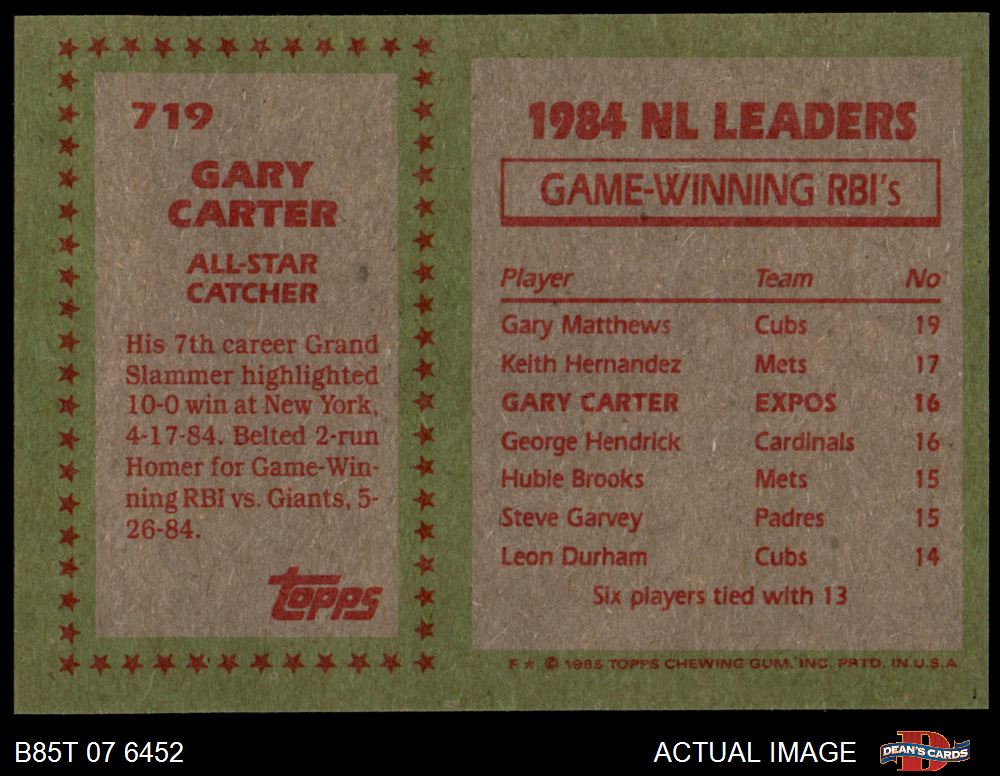 719
GARY
CARTER
ALL-STAR
CATCHER
His 7th career Grand
Slammer highlighted
10-0 win at New York,
4-17-84. Belted 2-run
Homer for Game-Win-
ning RBI vs. Giants, 5-
26-84.
Topps
1984 NL LEADERS
GAME-WINNING RBI's
Player Team No
Gary Matthews Cubs 19
Keith Hernandez Mets 17
GARY CARTER EXPOS 16
George Hendrick Cardinals 16
Hubie Brooks Mets 15
Steve Garvey Padres 15
Leon Durham Cubs 14
Six players tied with 13
F ★ © 1985 TOPPS CHEWING GUM, INC. PRTD. IN U.S.A.
B85T 07 6452
ACTUAL IMAGE
DEAN'S CARDS